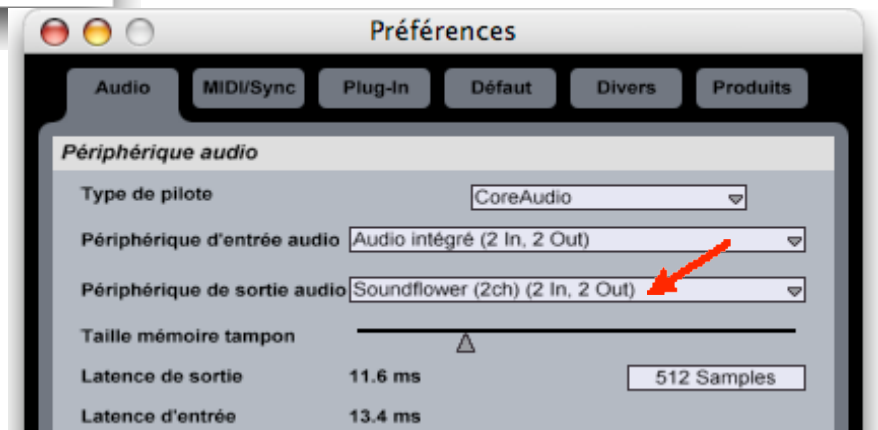 Préférences
Audio MIDI/Sync Plug-In Défaut Divers Produits
Périphérique audio
Type de pilote CoreAudio
Périphérique d'entrée audio Audio intégré (2 In, 2 Out)
Périphérique de sortie audio Soundflower (2ch) (2 In, 2 Out)
Taille mémoire tampon
Latence de sortie 11.6 ms 512 Samples
Latence d'entrée 13.4 ms